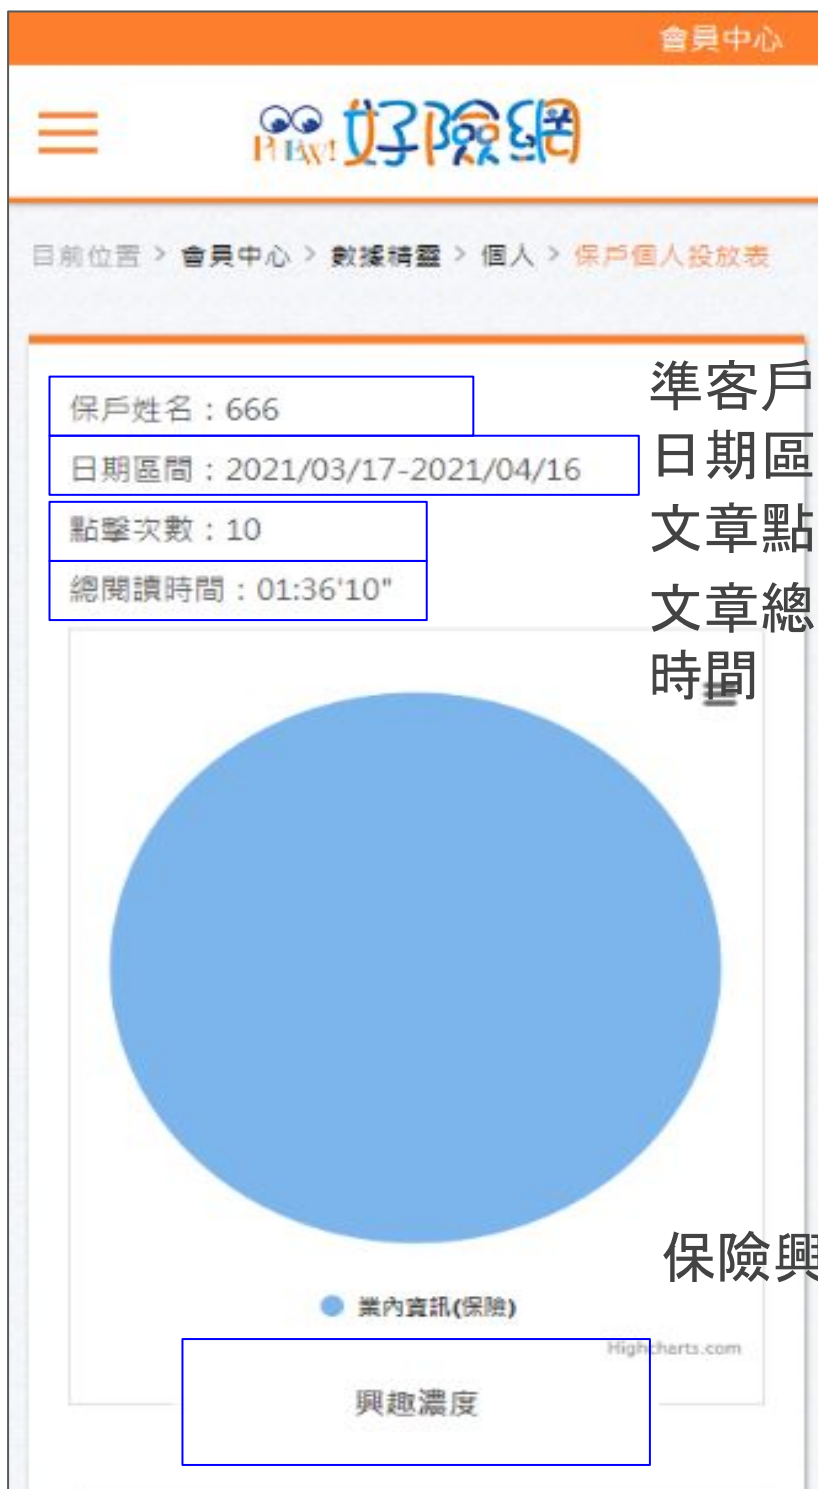 會員中心
PHEW! 好險網
目前位置 > 會員中心 > 數據精靈 > 個人 > 保戶個人投放表
保戶姓名：666
準客戶
日期區間：2021/03/17-2021/04/16
日期區
點擊次數：10
文章點
總閱讀時間：01:36'10"
文章總
時間
保險興
業內資訊(保險)
Highcharts.com
興趣濃度